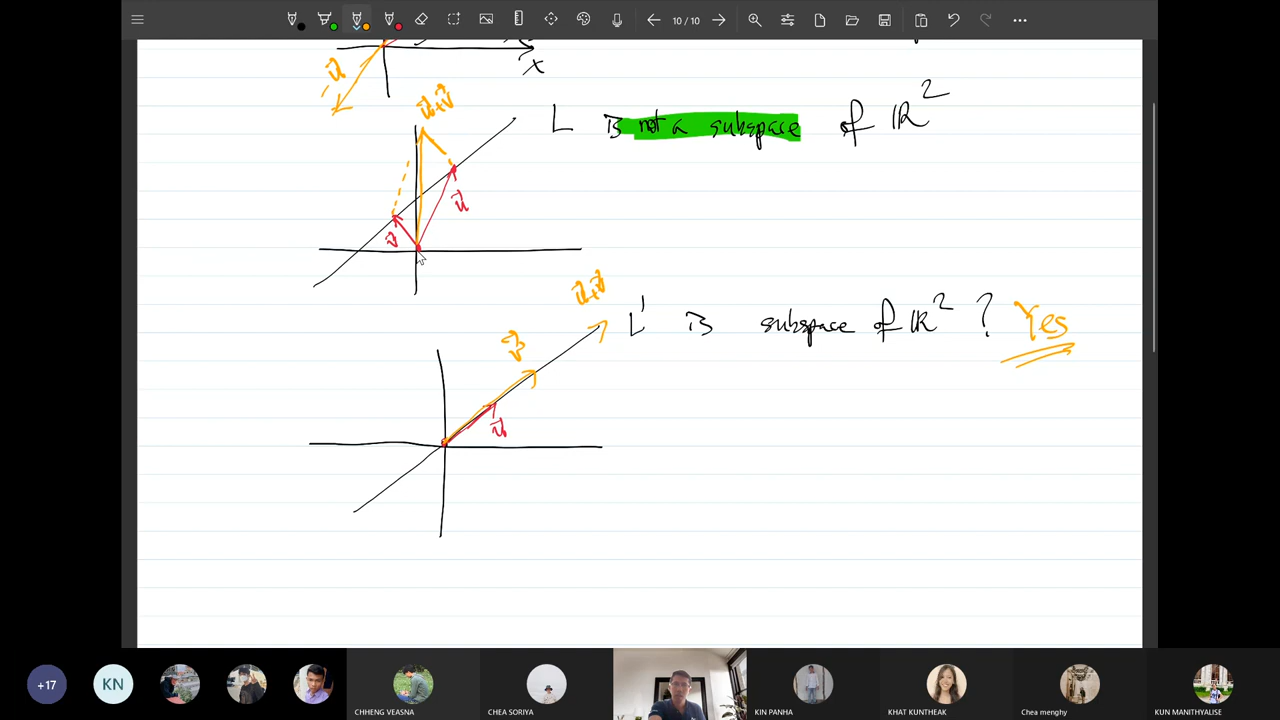 10 / 10
x
-u⃗
u⃗+v⃗
L is not a subspace of ℝ²
u⃗
v⃗
u⃗+v⃗
L' is subspace of ℝ² ? Yes
v⃗
u⃗
+17
KN
CHHENG VEASNA
CHEA SORIYA
KIN PANHA
KHAT KUNTHEAK
Chea menghy
KUN MANITHYALISE